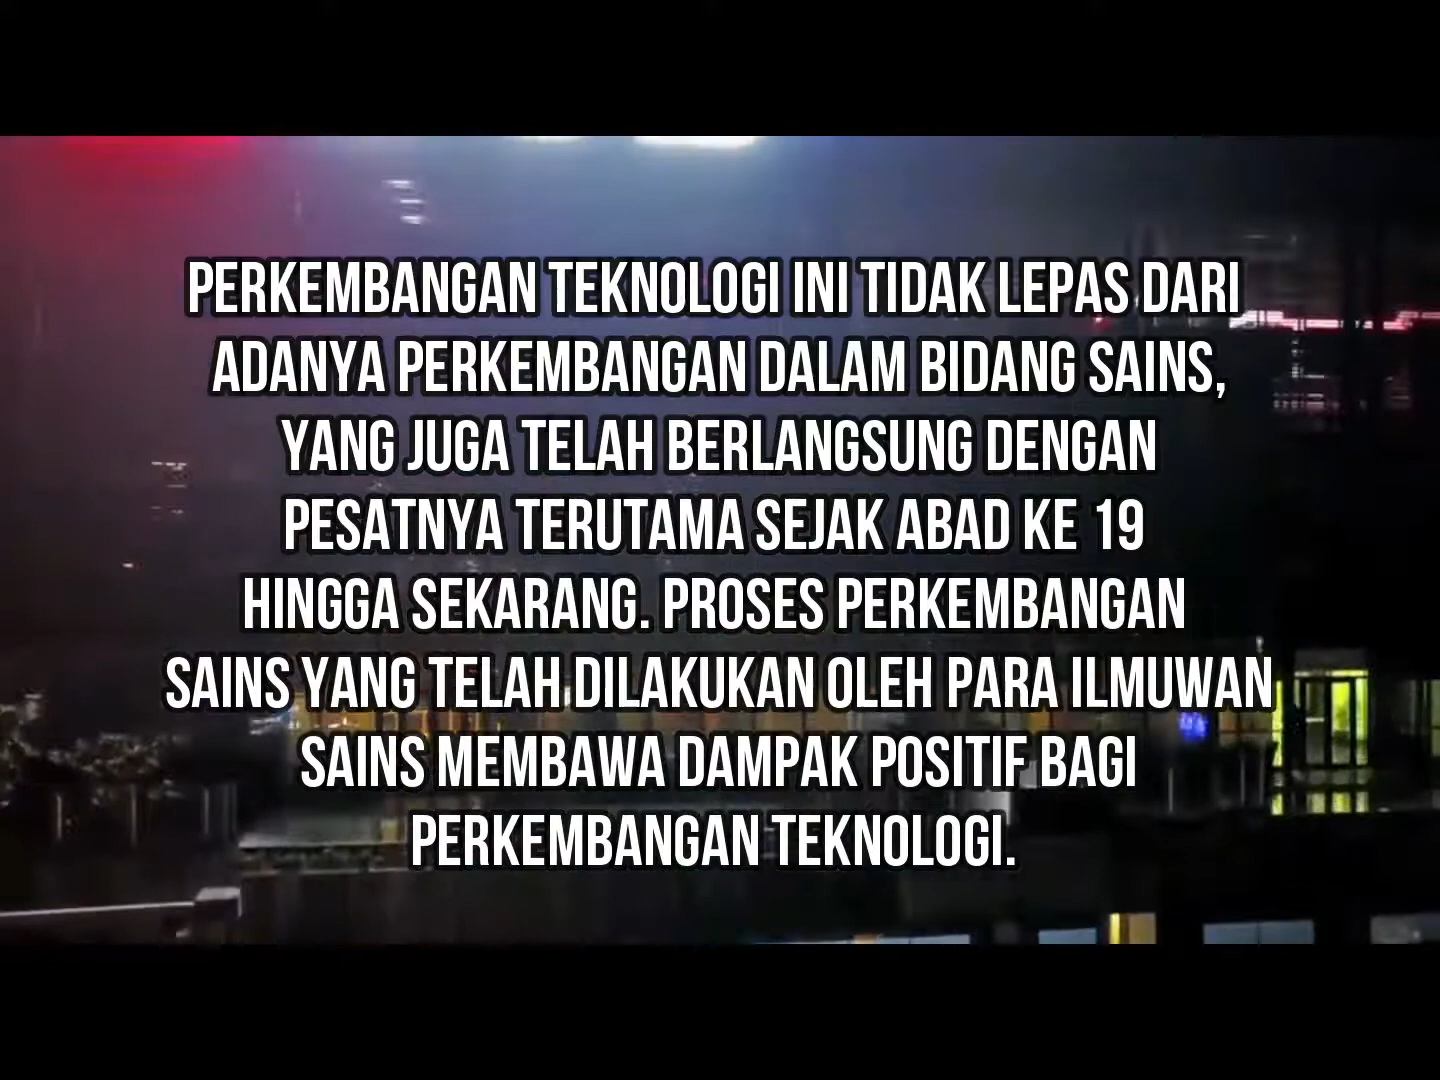 PERKEMBANGAN TEKNOLOGI INI TIDAK LEPAS DARI
ADANYA PERKEMBANGAN DALAM BIDANG SAINS,
YANG JUGA TELAH BERLANGSUNG DENGAN
PESATNYA TERUTAMA SEJAK ABAD KE 19
HINGGA SEKARANG. PROSES PERKEMBANGAN
SAINS YANG TELAH DILAKUKAN OLEH PARA ILMUWAN
SAINS MEMBAWA DAMPAK POSITIF BAGI
PERKEMBANGAN TEKNOLOGI.